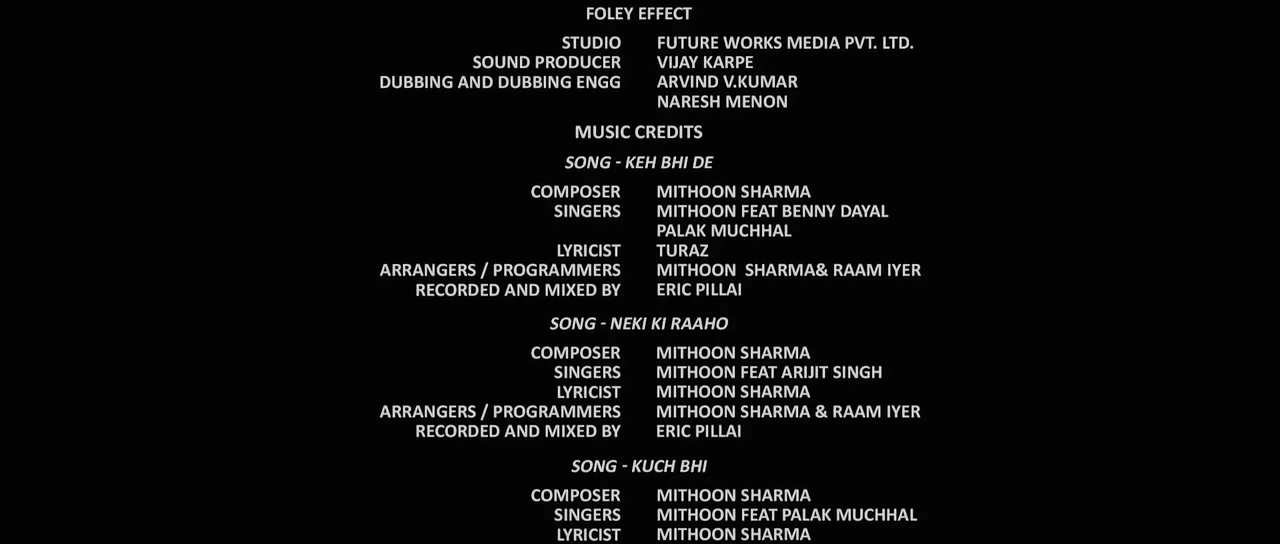 FOLEY EFFECT
STUDIO FUTURE WORKS MEDIA PVT. LTD.
SOUND PRODUCER VIJAY KARPE
DUBBING AND DUBBING ENGG ARVIND V.KUMAR
NARESH MENON
MUSIC CREDITS
SONG - KEH BHI DE
COMPOSER MITHOON SHARMA
SINGERS MITHOON FEAT BENNY DAYAL
PALAK MUCHHAL
LYRICIST TURAZ
ARRANGERS / PROGRAMMERS MITHOON SHARMA& RAAM IYER
RECORDED AND MIXED BY ERIC PILLAI
SONG - NEKI KI RAAHO
COMPOSER MITHOON SHARMA
SINGERS MITHOON FEAT ARIJIT SINGH
LYRICIST MITHOON SHARMA
ARRANGERS / PROGRAMMERS MITHOON SHARMA & RAAM IYER
RECORDED AND MIXED BY ERIC PILLAI
SONG - KUCH BHI
COMPOSER MITHOON SHARMA
SINGERS MITHOON FEAT PALAK MUCHHAL
LYRICIST MITHOON SHARMA